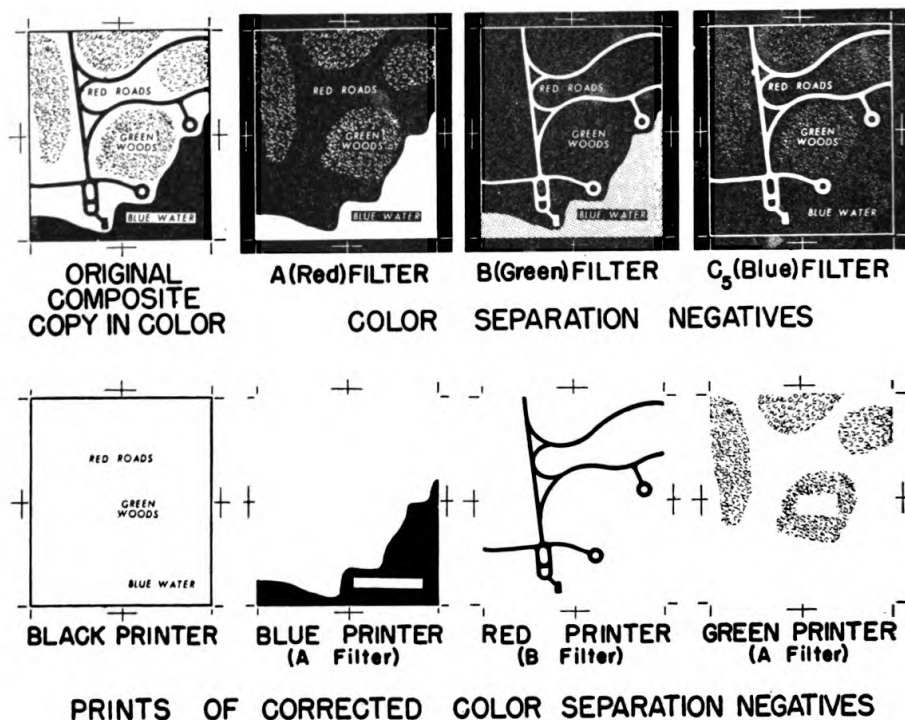 RED ROADS
GREEN
WOODS
BLUE WATER
RED ROADS
GREEN
WOODS
BLUE WATER
RED ROADS
GREEN
WOODS
BLUE WATER
RED ROADS
GREEN
WOODS
BLUE WATER
ORIGINAL
COMPOSITE
COPY IN COLOR
A(Red)FILTER
B(Green)FILTER
C5(Blue)FILTER
COLOR SEPARATION NEGATIVES
RED ROADS
GREEN
WOODS
BLUE WATER
BLACK PRINTER
BLUE PRINTER
(A Filter)
RED PRINTER
(B Filter)
GREEN PRINTER
(A Filter)
PRINTS OF CORRECTED COLOR SEPARATION NEGATIVES